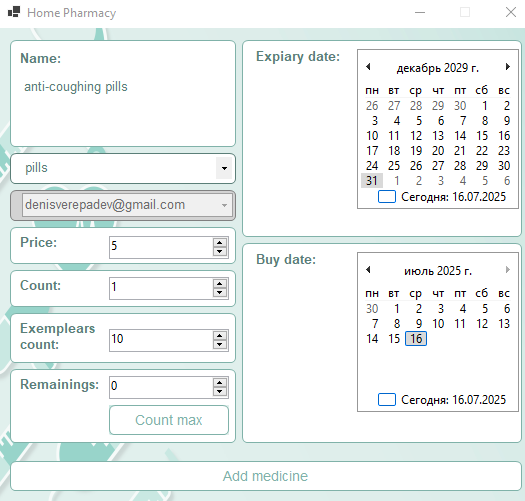 Home Pharmacy
Name:
anti-coughing pills
pills
denisverepadev@gmail.com
Price:
5
Count:
1
Exemplears
count:
10
Remainings:
0
Count max
Expiary date:
декабрь 2029 г.
пн вт ср чт пт сб вс
26 27 28 29 30 1 2
3 4 5 6 7 8 9
10 11 12 13 14 15 16
17 18 19 20 21 22 23
24 25 26 27 28 29 30
31 1 2 3 4 5 6
Сегодня: 16.07.2025
Buy date:
июль 2025 г.
пн вт ср чт пт сб вс
30 1 2 3 4 5 6
7 8 9 10 11 12 13
14 15 16
Сегодня: 16.07.2025
Add medicine